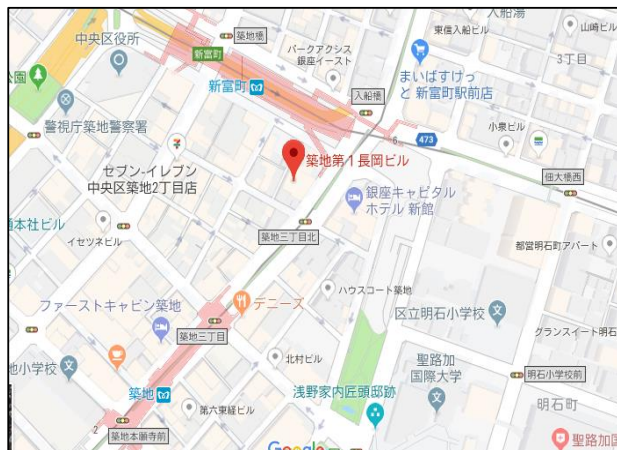 入船湯
山崎ビル
東信入船ビル
3丁目
築地橋
中央区役所
新富町
パークアクシス
銀座イースト
まいばすけっ
と 新富町駅前店
公園
新富町
入船橋
警視庁築地警察署
6
473
小泉ビル
築地第1長岡ビル
セブン-イレブン
中央区築地2丁目店
佃大橋西
銀座キャピタル
ホテル 新館
本社ビル
イセツネビル
築地三丁目北
都営明石町アパート
ハウスコート築地
ファーストキャビン築地
デニーズ
区立明石小学校
グランスイート明石
築地三丁目
小学校
北村ビル
聖路加
国際大学
明石小学校前
築地
浅野家内匠頭邸跡
第六東経ビル
明石町
2
築地本願寺前
Google
聖路加国